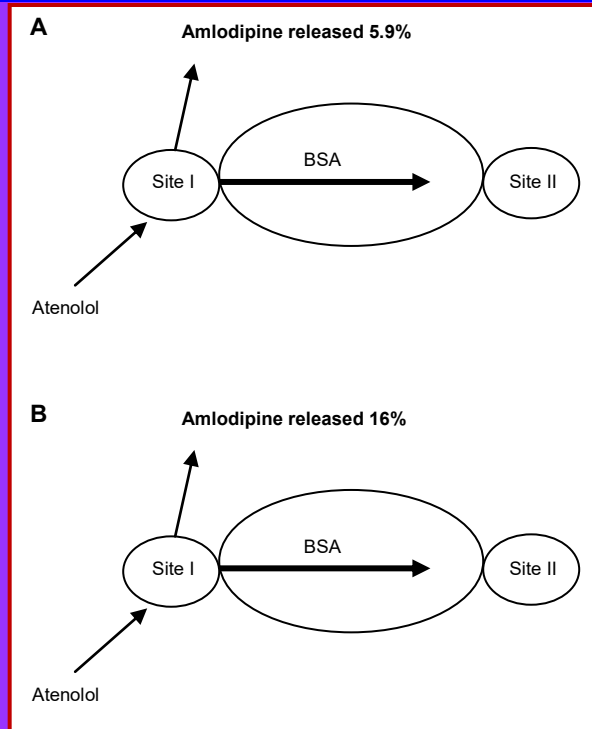 A
Amlodipine released 5.9%
BSA
Site I
Site II
Atenolol
B
Amlodipine released 16%
BSA
Site I
Site II
Atenolol